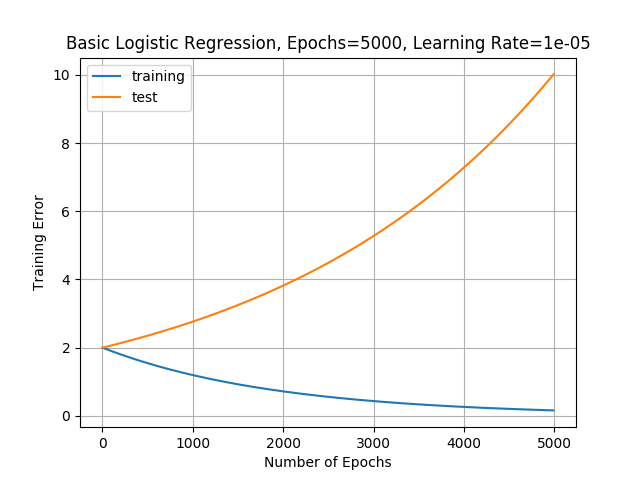 Basic Logistic Regression, Epochs=5000, Learning Rate=1e-05
training
test
10
8
6
4
2
0
Training Error
0 1000 2000 3000 4000 5000
Number of Epochs